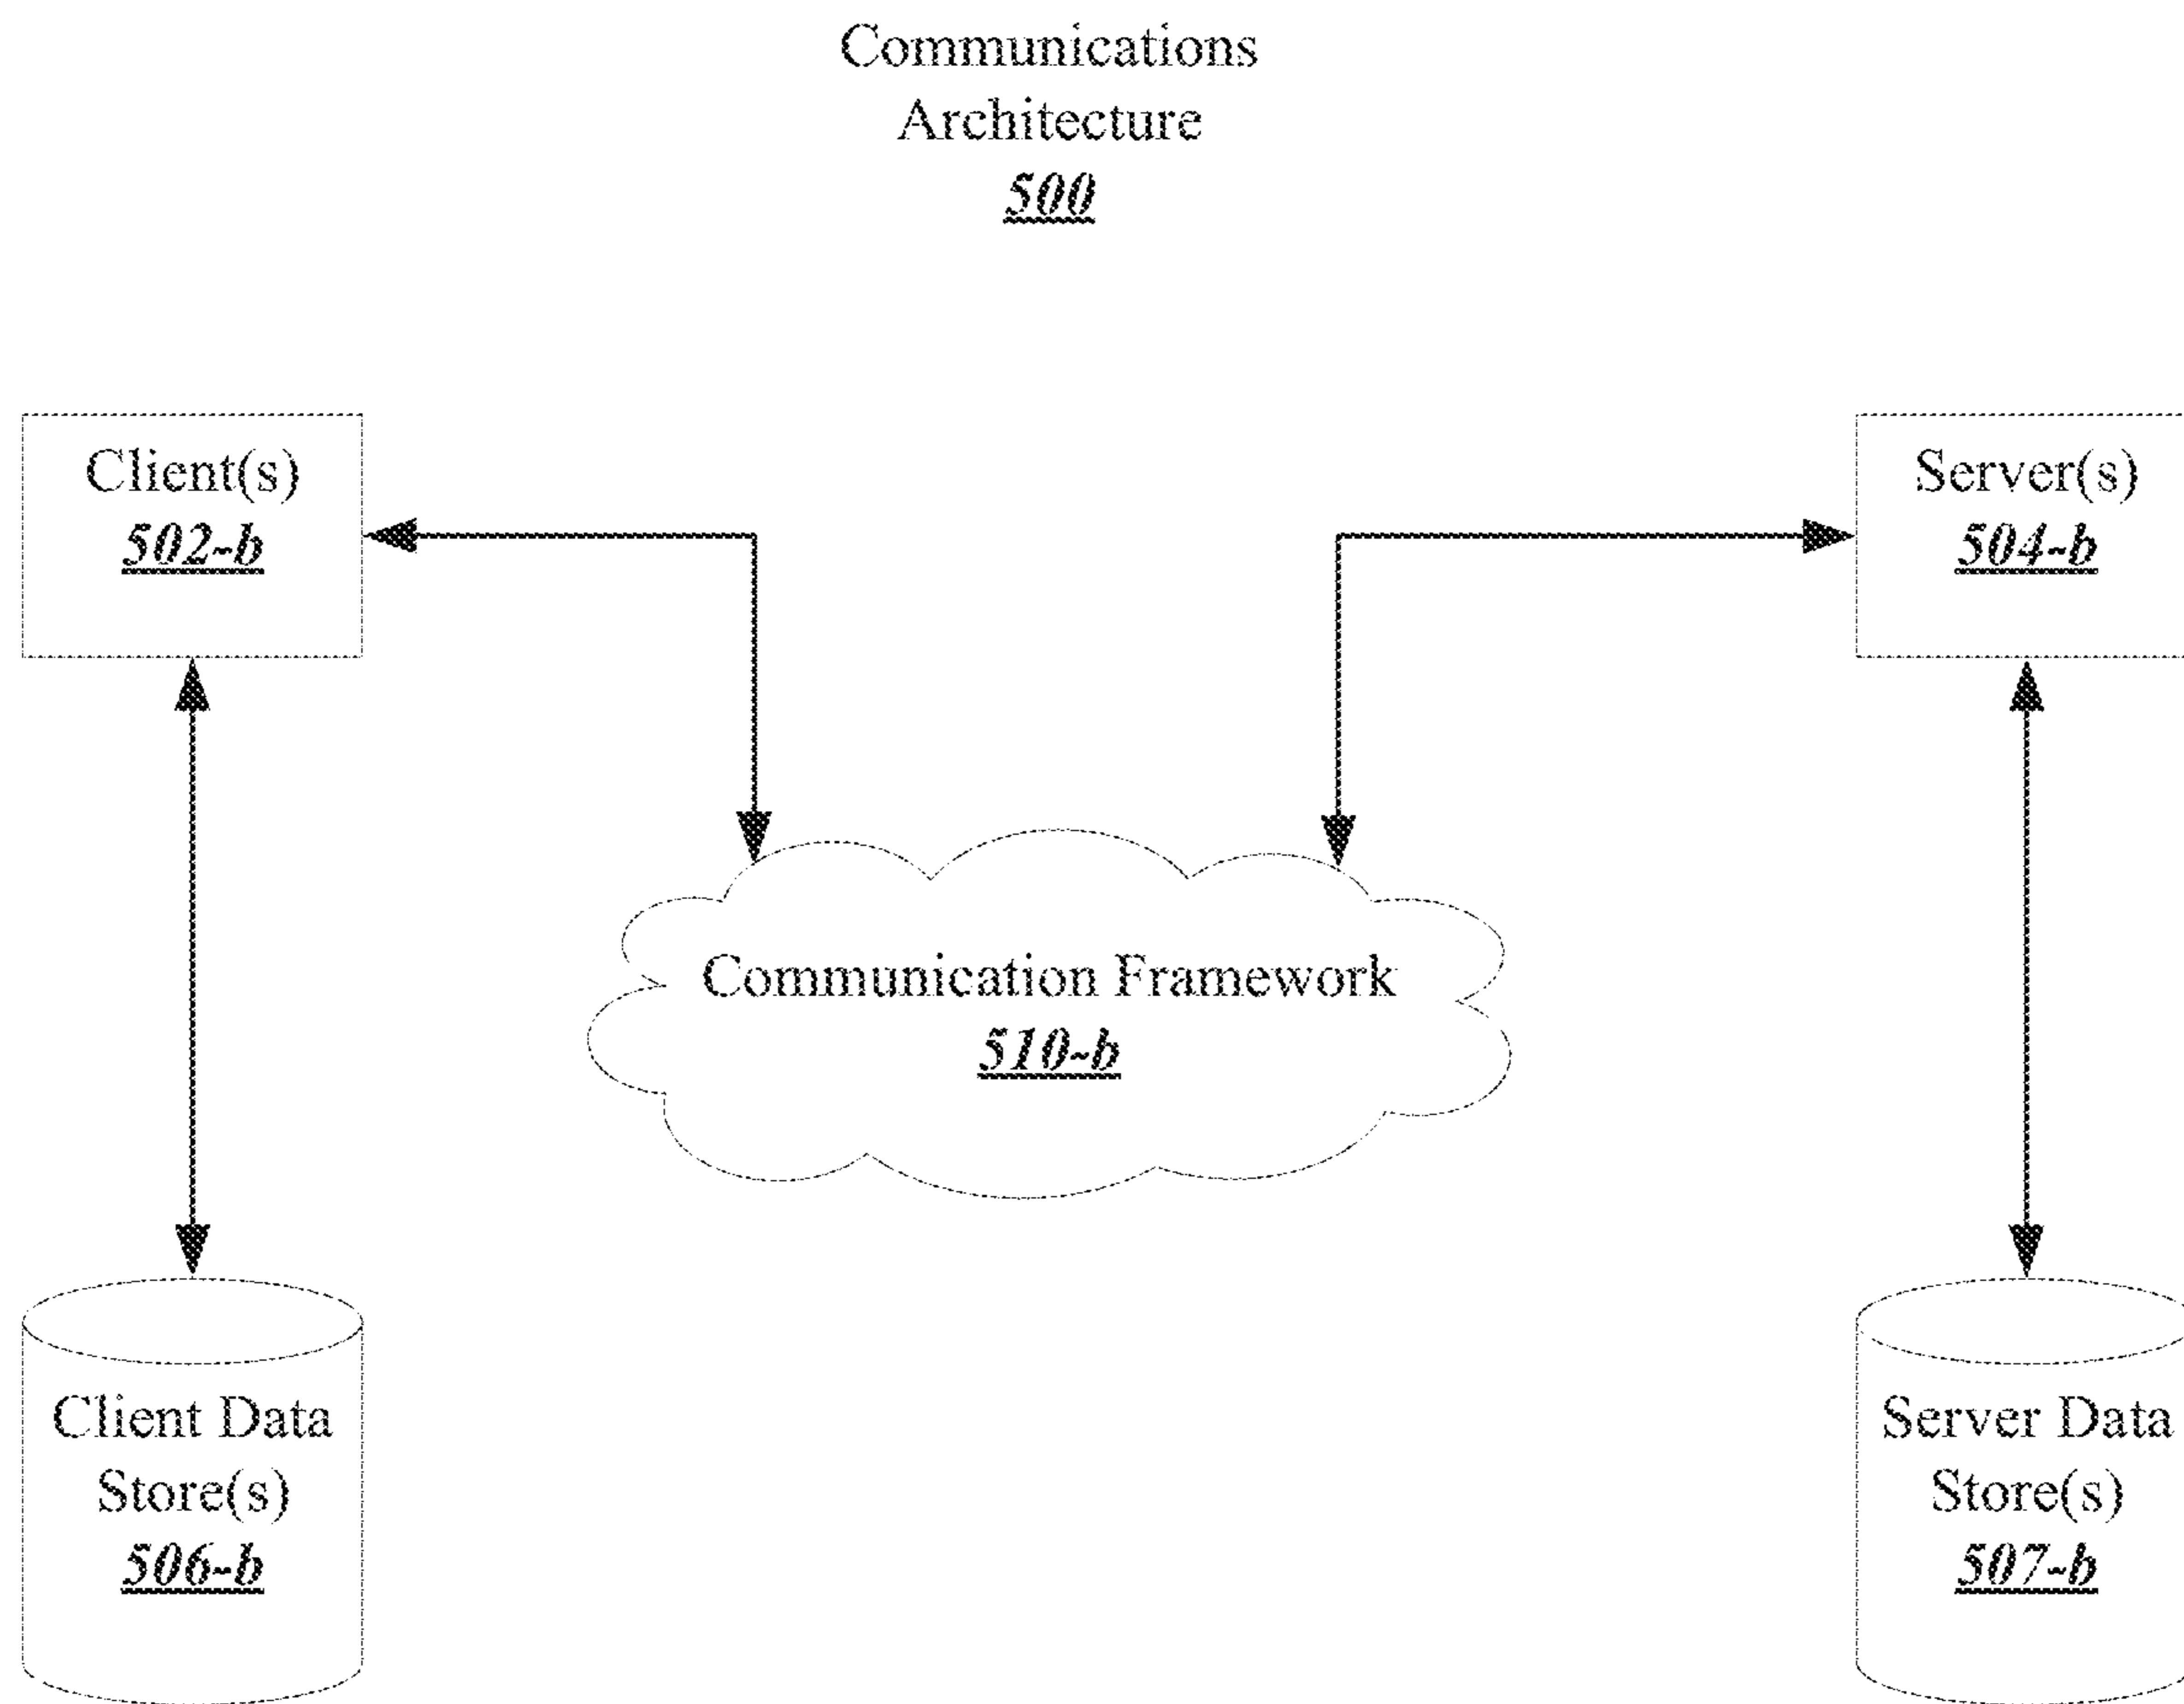 Communications
Architecture
500
Client(s)
502-b
Server(s)
504-b
Communication Framework
510-b
Client Data
Store(s)
506-b
Server Data
Store(s)
507-b